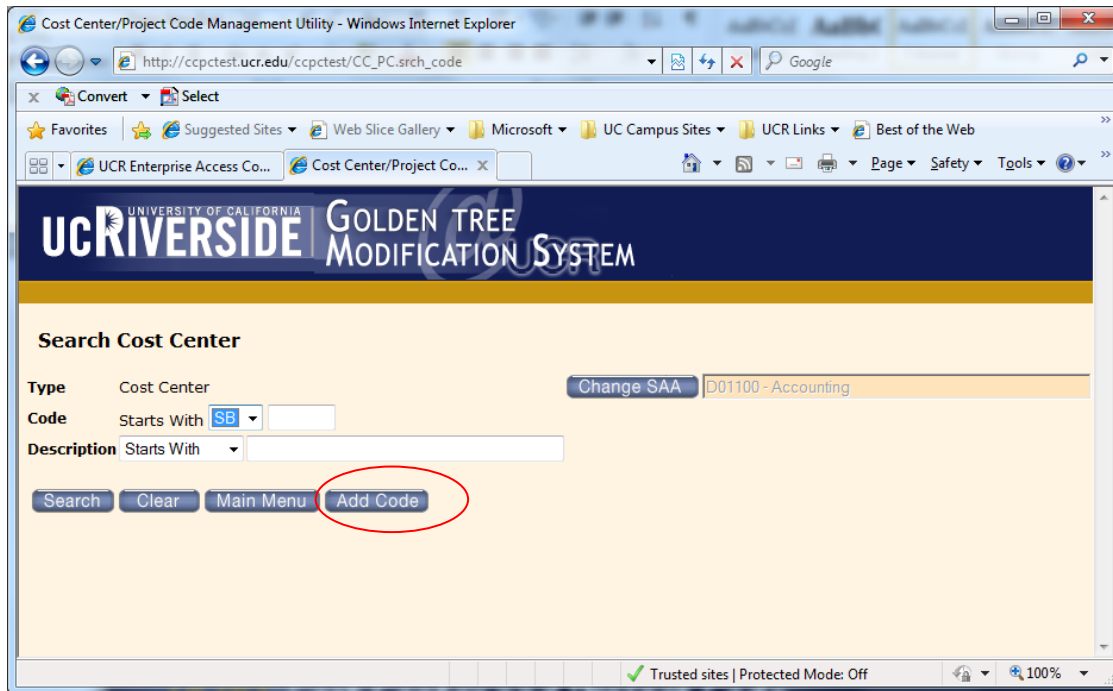 Cost Center/Project Code Management Utility - Windows Internet Explorer
http://ccpctest.ucr.edu/ccpctest/CC_PC.srch_code Google
x Convert Select
Favorites Suggested Sites Web Slice Gallery Microsoft UC Campus Sites UCR Links Best of the Web »
UCR Enterprise Access Co... Cost Center/Project Co... X Page Safety Tools »
UNIVERSITY OF CALIFORNIA
UCRIVERSIDE GOLDEN TREE
MODIFICATION SYSTEM
@UCR
Search Cost Center
Type Cost Center Change SAA D01100 - Accounting
Code Starts With SB
Description Starts With
Search Clear Main Menu Add Code
Trusted sites | Protected Mode: Off 100%